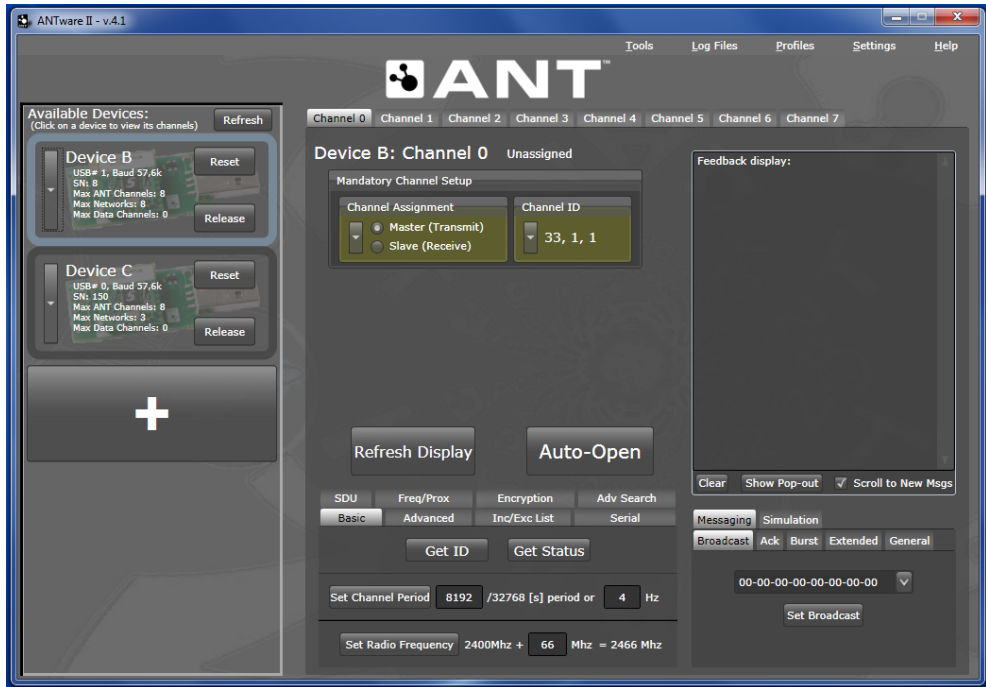 ANTware II - v.4.1
Tools Log Files Profiles Settings Help
ANT™
Available Devices:
(Click on a device to view its channels)
Refresh
Device B
USB# 1, Baud 57,6k
SN: 8
Max ANT Channels: 8
Max Networks: 8
Max Data Channels: 0
Reset
Release
Device C
USB# 0, Baud 57,6k
SN: 150
Max ANT Channels: 8
Max Networks: 3
Max Data Channels: 0
Reset
Release
Channel 0 Channel 1 Channel 2 Channel 3 Channel 4 Channel 5 Channel 6 Channel 7
Device B: Channel 0 Unassigned
Mandatory Channel Setup
Channel Assignment
Master (Transmit)
Slave (Receive)
Channel ID
33, 1, 1
Refresh Display Auto-Open
SDU Freq/Prox Encryption Adv Search
Basic Advanced Inc/Exc List Serial
Get ID Get Status
Set Channel Period 8192 /32768 [s] period or 4 Hz
Set Radio Frequency 2400Mhz + 66 Mhz = 2466 Mhz
Feedback display:
Clear Show Pop-out Scroll to New Msgs
Messaging Simulation
Broadcast Ack Burst Extended General
00-00-00-00-00-00-00-00
Set Broadcast